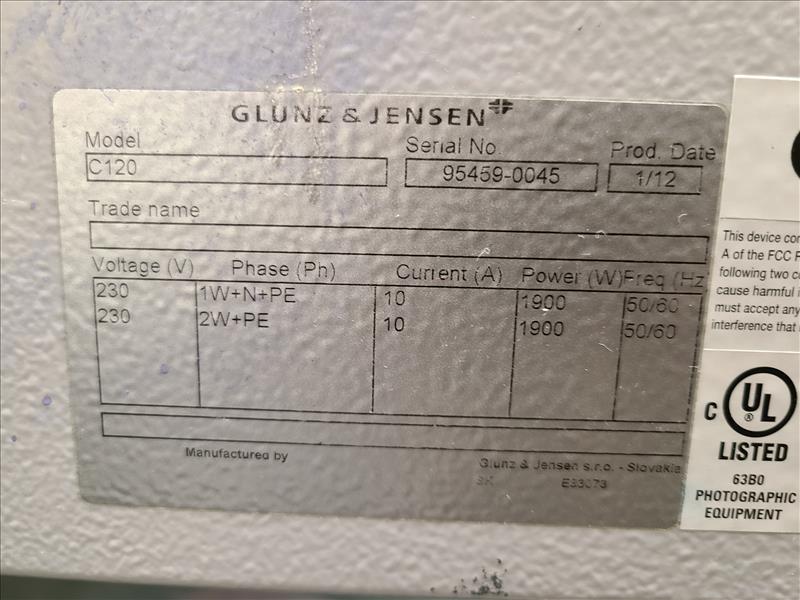 GLUNZ & JENSEN
Model Serial No. Prod. Date
C120 95459-0045 1/12
Trade name
Voltage (V) Phase (Ph) Current (A) Power (W) Freq (Hz
230 1W+N+PE 10 1900 50/60
230 2W+PE 10 1900 50/60
Manufactured by Glunz & Jensen s.r.o. - Slovakia
E83073
This device co
A of the FCC
following two c
cause harmful
must accept any
interference that
C UL ®
LISTED
63B0
PHOTOGRAPHIC
EQUIPMENT